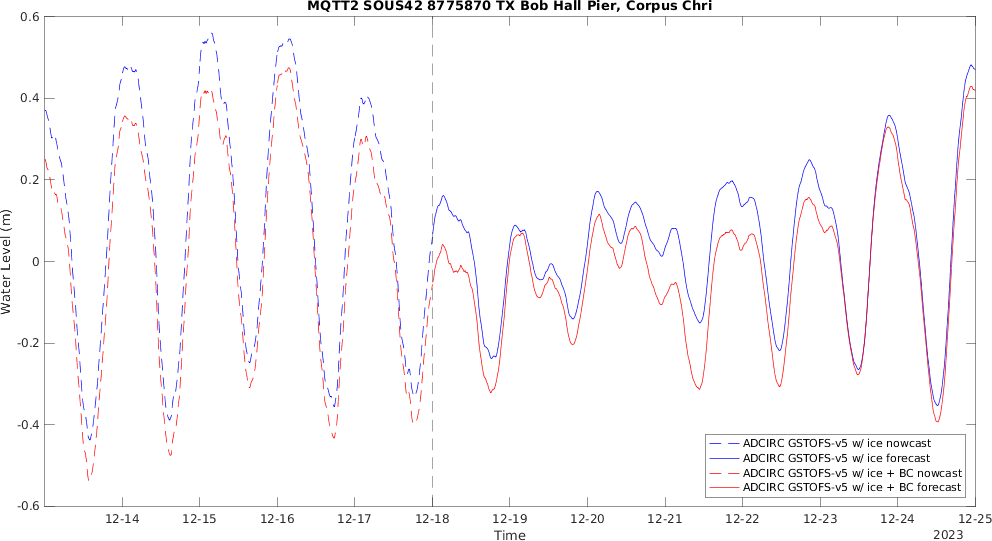 MQTT2 SOUS42 8775870 TX Bob Hall Pier, Corpus Chri
0.6
0.4
0.2
0
-0.2
-0.4
-0.6
Water Level (m)
12-14 12-15 12-16 12-17 12-18 12-19 12-20 12-21 12-22 12-23 12-24 12-25
Time
2023
ADCIRC GSTOFS-v5 w/ ice nowcast
ADCIRC GSTOFS-v5 w/ ice forecast
ADCIRC GSTOFS-v5 w/ ice + BC nowcast
ADCIRC GSTOFS-v5 w/ ice + BC forecast